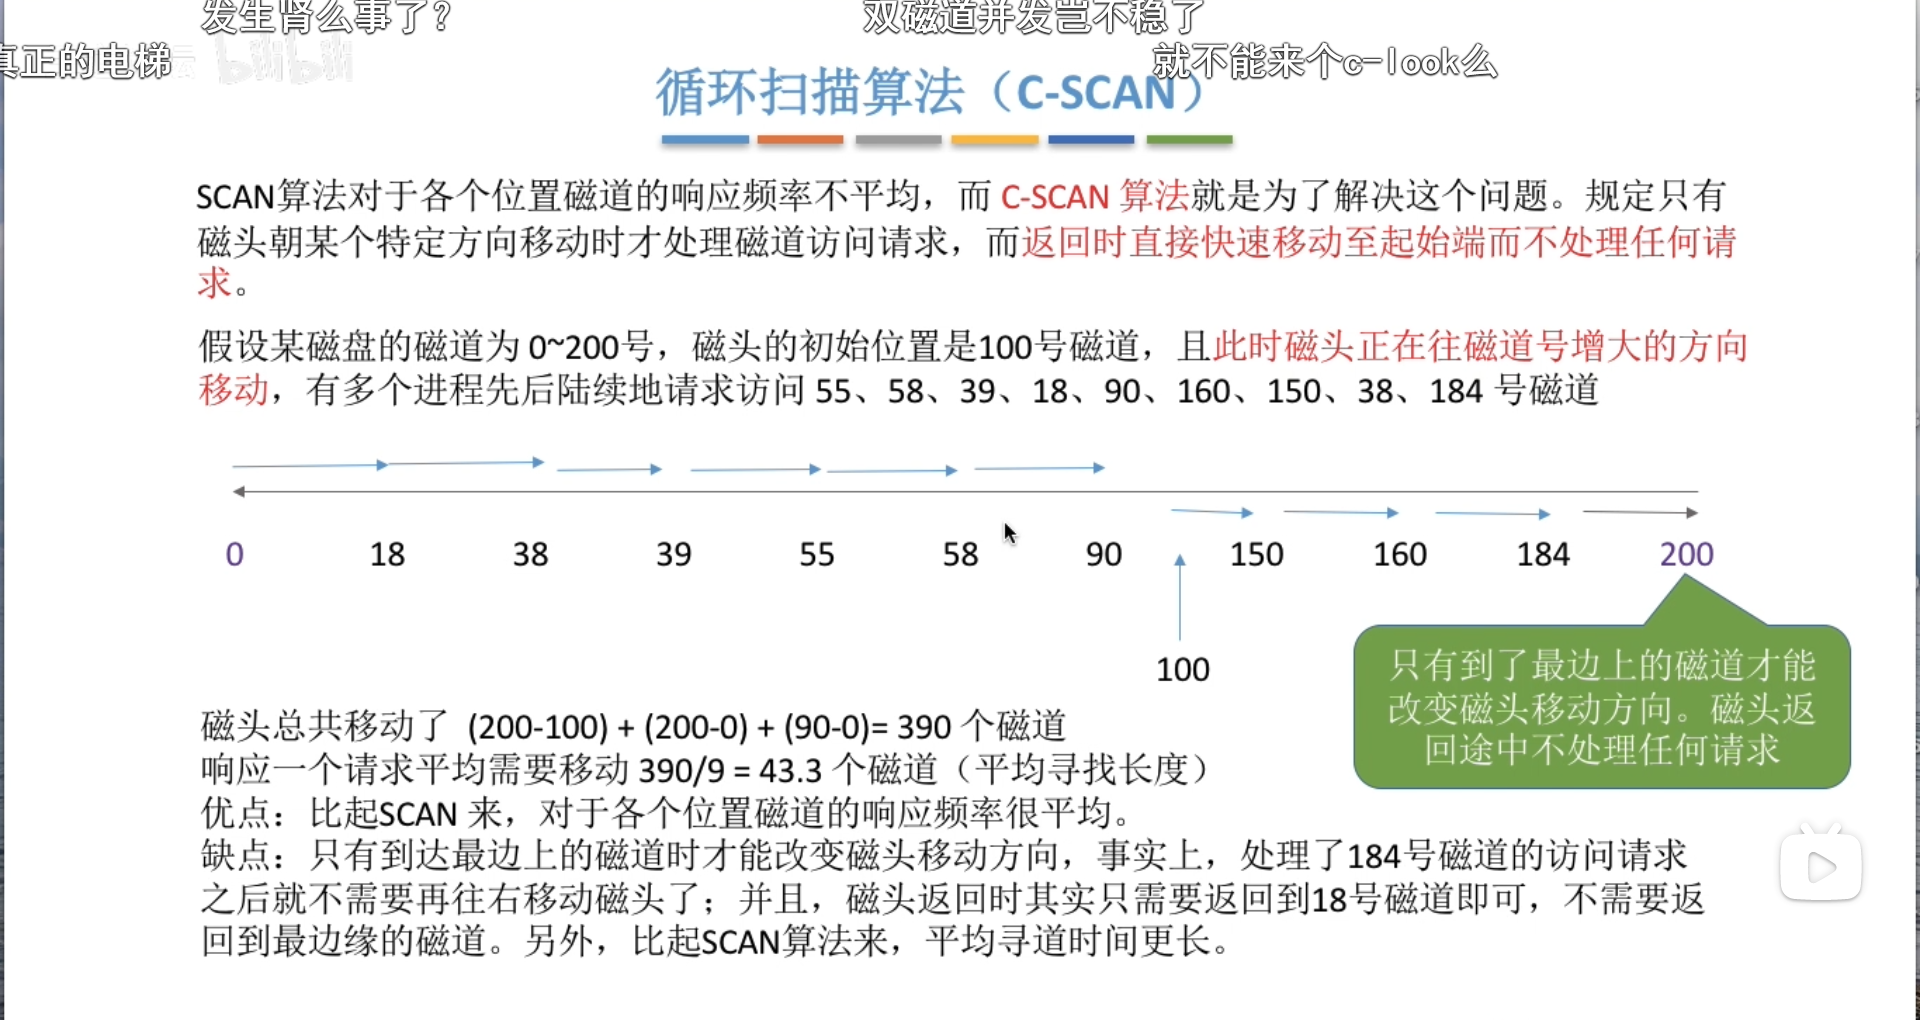 发生肾么事了？
双磁道并发岂不稳了
真正的电梯
bilibili
就不能来个c-look么
循环扫描算法（C-SCAN）
SCAN算法对于各个位置磁道的响应频率不平均，而 C-SCAN 算法就是为了解决这个问题。规定只有
磁头朝某个特定方向移动时才处理磁道访问请求，而返回时直接快速移动至起始端而不处理任何请
求。
假设某磁盘的磁道为 0~200号，磁头的初始位置是100号磁道，且此时磁头正在往磁道号增大的方向
移动，有多个进程先后陆续地请求访问 55、58、39、18、90、160、150、38、184 号磁道
0 18 38 39 55 58 90 150 160 184 200
100
只有到了最边上的磁道才能
改变磁头移动方向。磁头返
回途中不处理任何请求
磁头总共移动了 (200-100) + (200-0) + (90-0)= 390 个磁道
响应一个请求平均需要移动 390/9 = 43.3 个磁道（平均寻找长度）
优点：比起SCAN 来，对于各个位置磁道的响应频率很平均。
缺点：只有到达最边上的磁道时才能改变磁头移动方向，事实上，处理了184号磁道的访问请求
之后就不需要再往右移动磁头了；并且，磁头返回时其实只需要返回到18号磁道即可，不需要返
回到最边缘的磁道。另外，比起SCAN算法来，平均寻道时间更长。